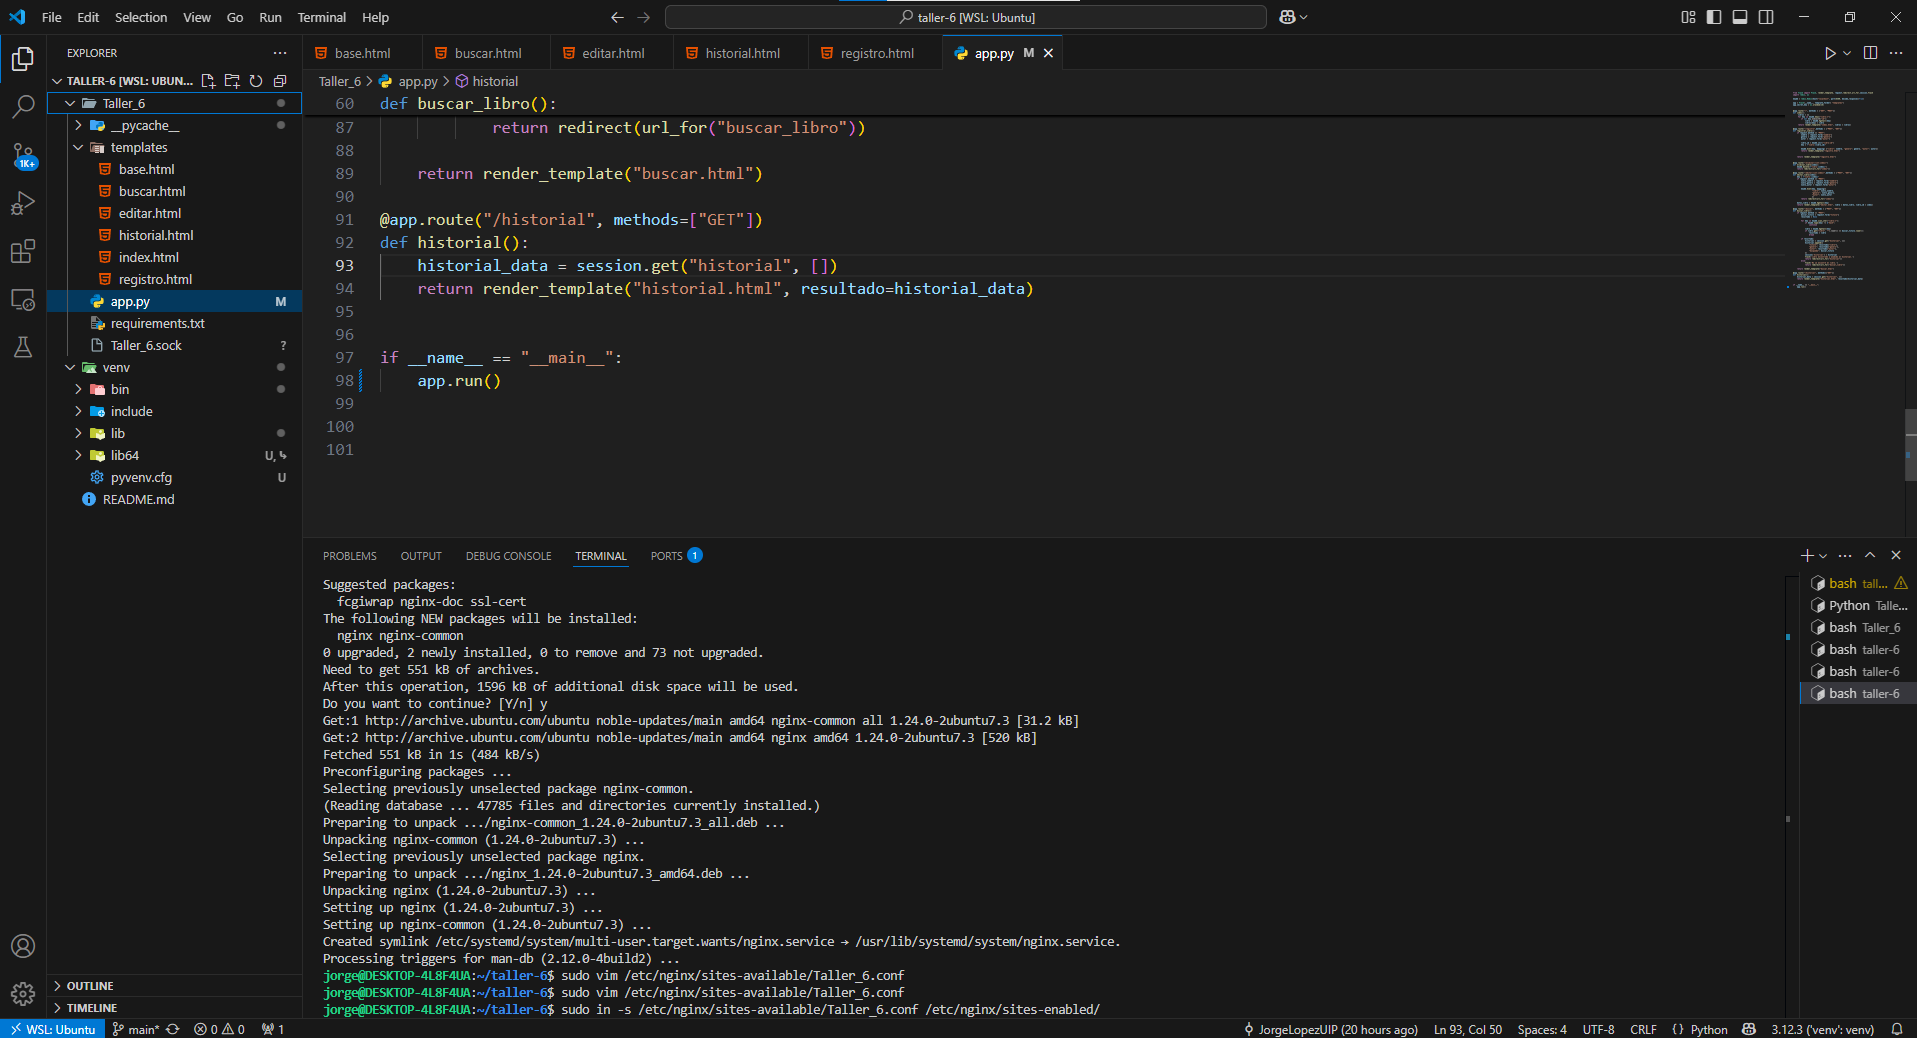 File Edit Selection View Go Run Terminal Help
taller-6 [WSL: Ubuntu]
EXPLORER
TALLER-6 [WSL: UBUN...
Taller_6
__pycache__
templates
base.html
buscar.html
editar.html
historial.html
index.html
registro.html
app.py M
requirements.txt
Taller_6.sock ?
venv
bin
include
lib
lib64 U,
pyvenv.cfg U
README.md
OUTLINE
TIMELINE
1K+
base.html buscar.html editar.html historial.html registro.html app.py M
Taller_6 > app.py > historial
60 def buscar_libro():
87 return redirect(url_for("buscar_libro"))
88
89 return render_template("buscar.html")
90
91 @app.route("/historial", methods=["GET"])
92 def historial():
93 historial_data = session.get("historial", [])
94 return render_template("historial.html", resultado=historial_data)
95
96
97 if __name__ == "__main__":
98 app.run()
99
100
101
PROBLEMS OUTPUT DEBUG CONSOLE TERMINAL PORTS 1
Suggested packages:
fcgiwrap nginx-doc ssl-cert
The following NEW packages will be installed:
nginx nginx-common
0 upgraded, 2 newly installed, 0 to remove and 73 not upgraded.
Need to get 551 kB of archives.
After this operation, 1596 kB of additional disk space will be used.
Do you want to continue? [Y/n] y
Get:1 http://archive.ubuntu.com/ubuntu noble-updates/main amd64 nginx-common all 1.24.0-2ubuntu7.3 [31.2 kB]
Get:2 http://archive.ubuntu.com/ubuntu noble-updates/main amd64 nginx amd64 1.24.0-2ubuntu7.3 [520 kB]
Fetched 551 kB in 1s (484 kB/s)
Preconfiguring packages ...
Selecting previously unselected package nginx-common.
(Reading database ... 47785 files and directories currently installed.)
Preparing to unpack .../nginx-common_1.24.0-2ubuntu7.3_all.deb ...
Unpacking nginx-common (1.24.0-2ubuntu7.3) ...
Selecting previously unselected package nginx.
Preparing to unpack .../nginx_1.24.0-2ubuntu7.3_amd64.deb ...
Unpacking nginx (1.24.0-2ubuntu7.3) ...
Setting up nginx (1.24.0-2ubuntu7.3) ...
Setting up nginx-common (1.24.0-2ubuntu7.3) ...
Created symlink /etc/systemd/system/multi-user.target.wants/nginx.service → /usr/lib/systemd/system/nginx.service.
Processing triggers for man-db (2.12.0-4build2) ...
jorge@DESKTOP-4L8F4UA:~/taller-6$ sudo vim /etc/nginx/sites-available/Taller_6.conf
jorge@DESKTOP-4L8F4UA:~/taller-6$ sudo vim /etc/nginx/sites-available/Taller_6.conf
jorge@DESKTOP-4L8F4UA:~/taller-6$ sudo in -s /etc/nginx/sites-available/Taller_6.conf /etc/nginx/sites-enabled/
bash tall...
Python Talle...
bash Taller_6
bash taller-6
bash taller-6
bash taller-6
WSL: Ubuntu main* 0 0 1 JorgeLopezUIP (20 hours ago) Ln 93, Col 50 Spaces: 4 UTF-8 CRLF {} Python 3.12.3 ('venv': venv)